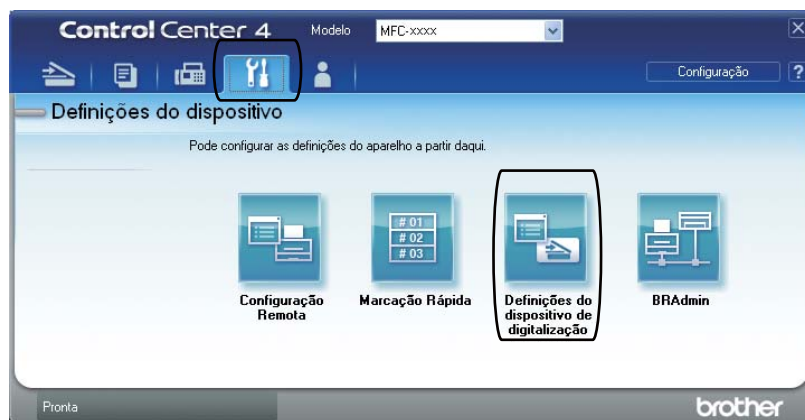 Control Center 4 Modelo MFC-xxxx
Configuração ?
Definições do dispositivo
Pode configurar as definições do aparelho a partir daqui.
# 01
# 02
# 03
Configuração
Remota
Marcação Rápida
Definições do
dispositivo de
digitalização
BRAdmin
Pronta
brother